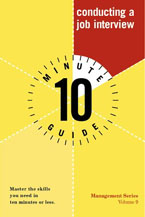 conducting a
job interview
MINUTE
10
GUIDE
Master the skills
you need in
ten minutes or less.
Management Series
Volume 9